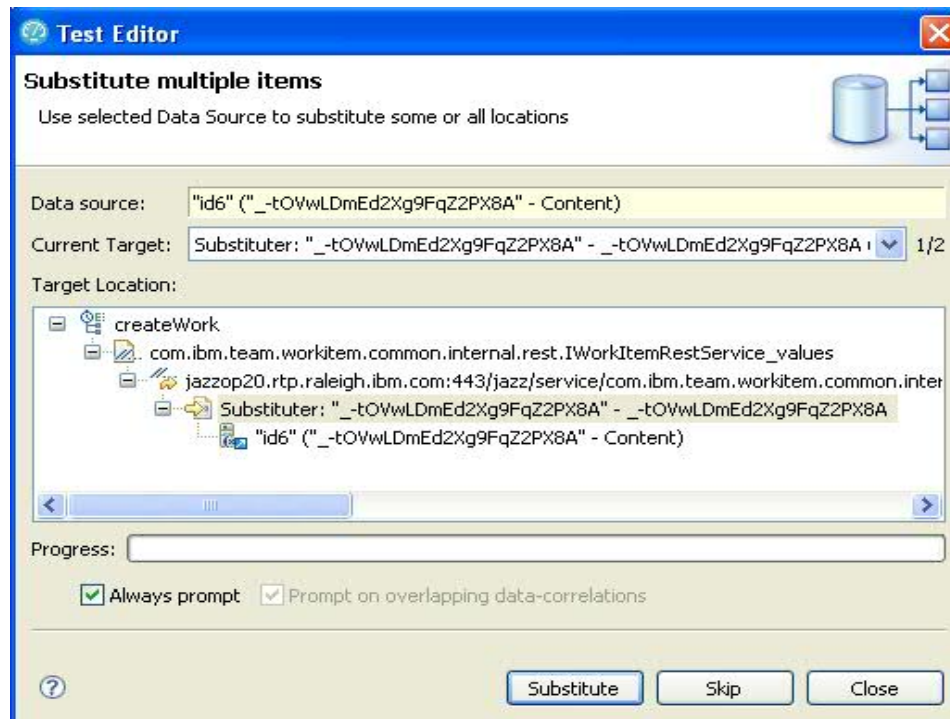 Test Editor
Substitute multiple items
Use selected Data Source to substitute some or all locations
Data source: "id6" ("_-tOVwLDmEd2Xg9FqZ2PX8A" - Content)
Current Target: Substituter: "_-tOVwLDmEd2Xg9FqZ2PX8A" - _-tOVwLDmEd2Xg9FqZ2PX8A 1/2
Target Location:
createWork
com.ibm.team.workitem.common.internal.rest.IWorkItemRestService_values
jazzop20.rtp.raleigh.ibm.com:443/jazz/service/com.ibm.team.workitem.common.inter
Substituter: "_-tOVwLDmEd2Xg9FqZ2PX8A" - _-tOVwLDmEd2Xg9FqZ2PX8A
"id6" ("_-tOVwLDmEd2Xg9FqZ2PX8A" - Content)
Progress:
Always prompt Prompt on overlapping data-correlations
? Substitute Skip Close